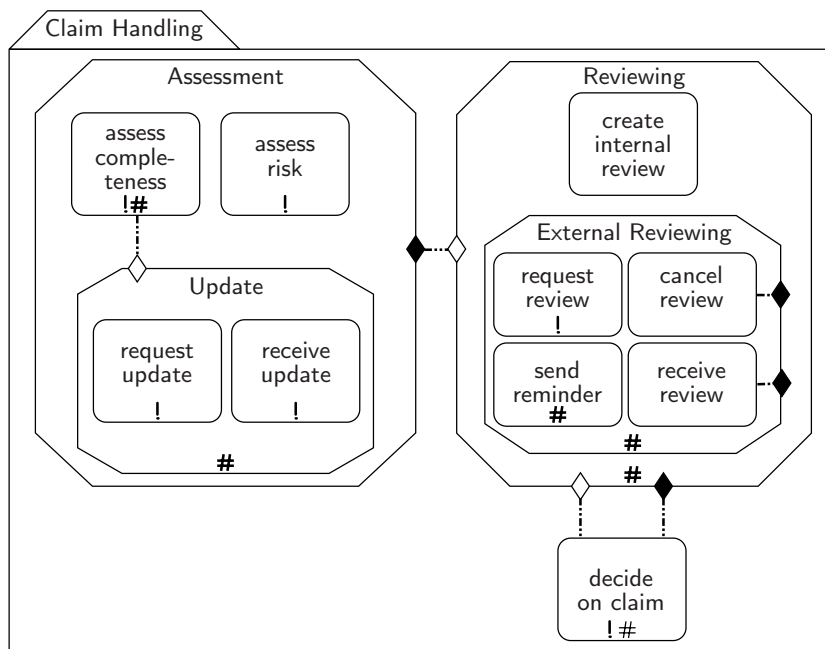 Claim Handling
Assessment
assess
comple-
teness
!#
assess
risk
!
Update
request
update
!
receive
update
!
#
Reviewing
create
internal
review
External Reviewing
request
review
!
cancel
review
send
reminder
#
receive
review
#
#
decide
on claim
!#